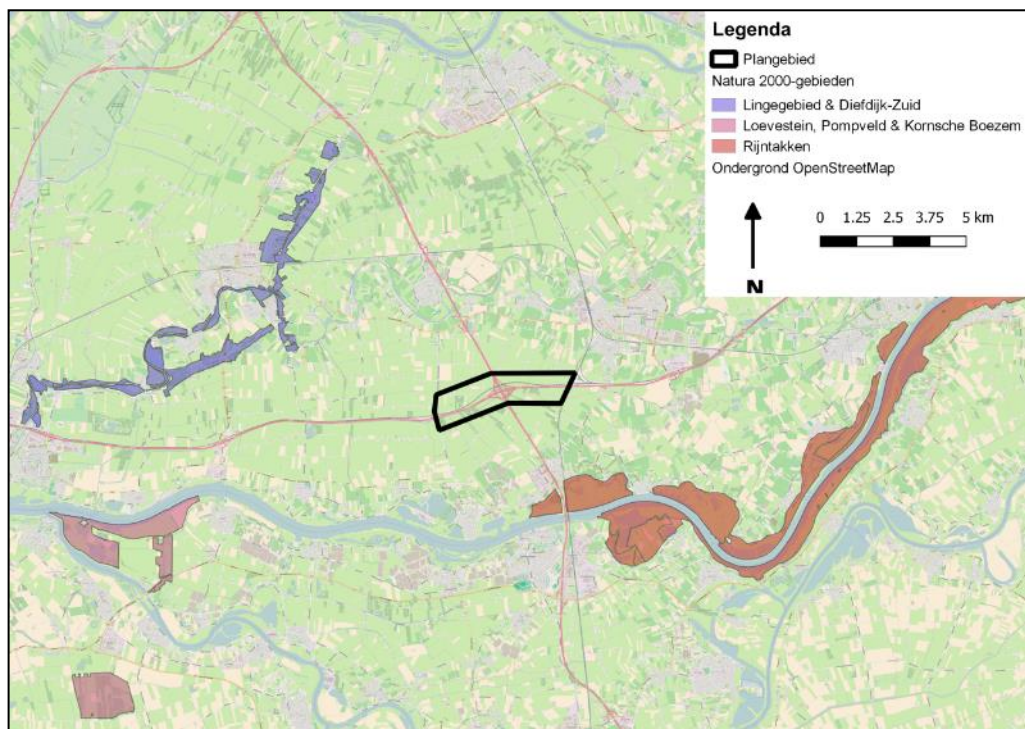 Legenda
Plangebied
Natura 2000-gebieden
Lingegebied & Diefdijk-Zuid
Loevestein, Pompveld & Kornsche Boezem
Rijntakken
Ondergrond OpenStreetMap
0 1.25 2.5 3.75 5 km
N